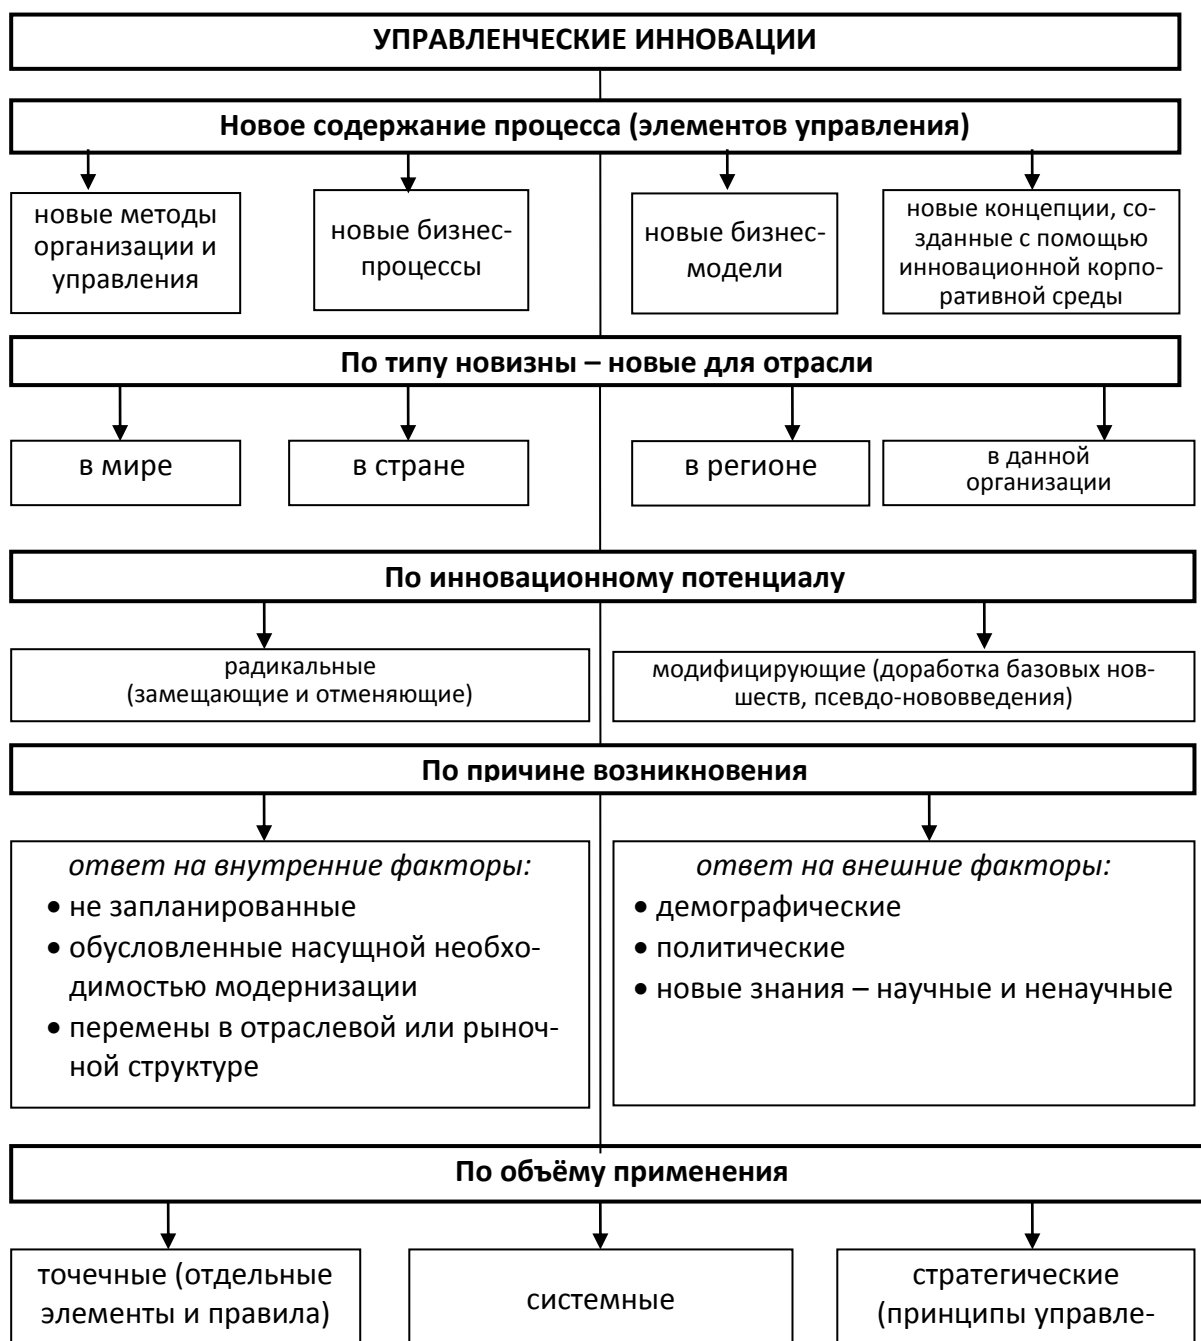 УПРАВЛЕНЧЕСКИЕ ИННОВАЦИИ
Новое содержание процесса (элементов управления)
новые методы
организации и
управления
новые бизнес-
процессы
новые бизнес-
модели
новые концепции, со-
зданные с помощью
инновационной корпо-
ративной среды
По типу новизны – новые для отрасли
в мире
в стране
в регионе
в данной
организации
По инновационному потенциалу
радикальные
(замещающие и отменяющие)
модифицирующие (доработка базовых нов-
шеств, псевдо-нововведения)
По причине возникновения
ответ на внутренние факторы:
• не запланированные
• обусловленные насущной необхо-
димостью модернизации
• перемены в отраслевой или рыноч-
ной структуре
ответ на внешние факторы:
• демографические
• политические
• новые знания – научные и ненаучные
По объёму применения
точечные (отдельные
элементы и правила)
системные
стратегические
(принципы управле-